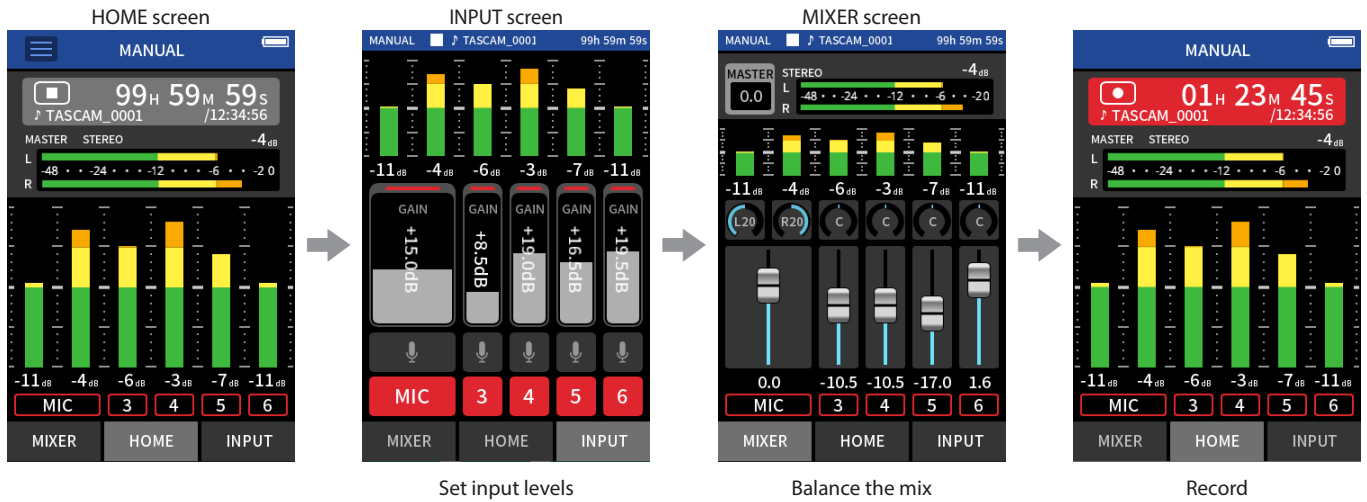 HOME screen
MANUAL
99H 59M 59s
♪ TASCAM_0001 /12:34:56
MASTER STEREO -4dB
L
-48 · · -24 · · · -12 · · · -6 · · -2 0
R
-11dB -4dB -6dB -3dB -7dB -11dB
MIC 3 4 5 6
MIXER HOME INPUT
INPUT screen
MANUAL ♪ TASCAM_0001 99h 59m 59s
-11dB -4dB -6dB -3dB -7dB -11dB
GAIN GAIN GAIN GAIN GAIN
+15.0dB +8.5dB +19.0dB +16.5dB +19.5dB
MIC 3 4 5 6
MIXER HOME INPUT
Set input levels
MIXER screen
MANUAL ♪ TASCAM_0001 99h 59m 59s
MASTER STEREO -4dB
0.0
L
-48 · · -24 · · · -12 · · · -6 · · -20
R
-11dB -4dB -6dB -3dB -7dB -11dB
L20 R20 C C C C
0.0 -10.5 -10.5 -17.0 1.6
MIC 3 4 5 6
MIXER HOME INPUT
Balance the mix
MANUAL
01H 23M 45s
♪ TASCAM_0001 /12:34:56
MASTER STEREO -4dB
L
-48 · · -24 · · · -12 · · · -6 · · -2 0
R
-11dB -4dB -6dB -3dB -7dB -11dB
MIC 3 4 5 6
MIXER HOME INPUT
Record